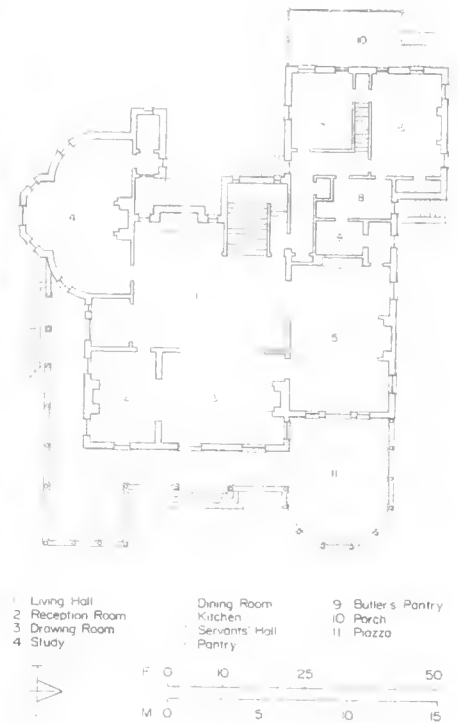 10
8
4
1
5
3
11
1 Living Hall
2 Reception Room
3 Drawing Room
4 Study
Dining Room
Kitchen
Servants' Hall
Pantry
9 Butler's Pantry
10 Porch
11 Piazza
F 0 10 25 50
M 0 5 10 15